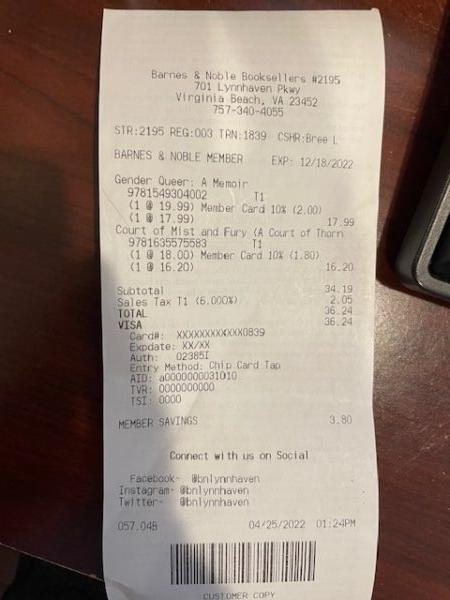 Barnes & Noble Booksellers #2195
701 Lynnhaven Pkwy
Virginia Beach, VA 23452
757-340-4055
STR:2195 REG:003 TRN:1839 CSHR:Bree L
BARNES & NOBLE MEMBER EXP: 12/18/2022
Gender Queer: A Memoir
9781549304002 T1
(1 @ 19.99) Member Card 10% (2.00)
(1 @ 17.99) 17.99
Court of Mist and Fury (A Court of Thorn
9781635575583 T1
(1 @ 18.00) Member Card 10% (1.80)
(1 @ 16.20) 16.20
Subtotal 34.19
Sales Tax T1 (6.000%) 2.05
TOTAL 36.24
VISA 36.24
Card#: XXXXXXXXXXXX0839
Expdate: XX/XX
Auth: 02385I
Entry Method: Chip Card Tap
AID: a0000000031010
TVR: 0000000000
TSI: 0000
MEMBER SAVINGS 3.80
Connect with us on Social
Facebook- @bnlynnhaven
Instagram- @bnlynnhaven
Twitter- @bnlynnhaven
057.04B 04/25/2022 01:24PM
CUSTOMER COPY